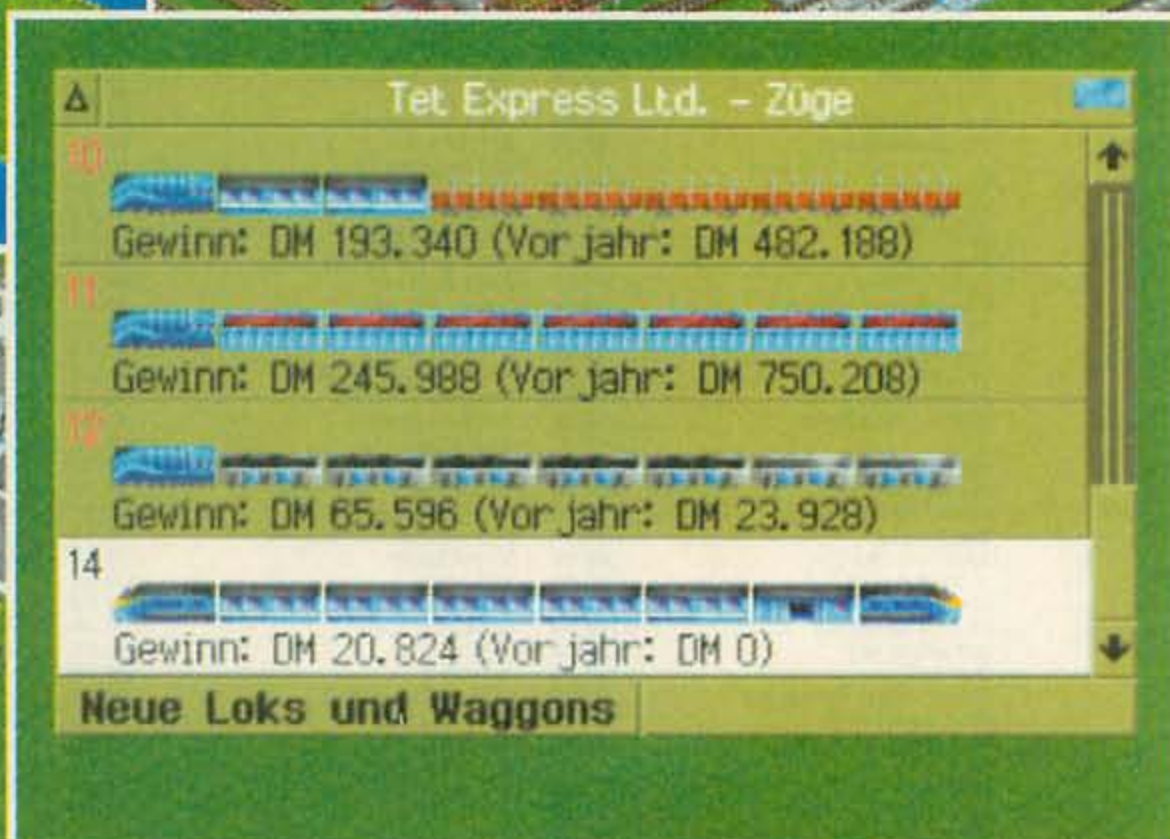 Tet Express Ltd. - Züge
10
Gewinn: DM 193.340 (Vorjahr: DM 482.188)
11
Gewinn: DM 245.988 (Vorjahr: DM 750.208)
12
Gewinn: DM 65.596 (Vorjahr: DM 23.928)
14
Gewinn: DM 20.824 (Vorjahr: DM 0)
Neue Loks und Waggons